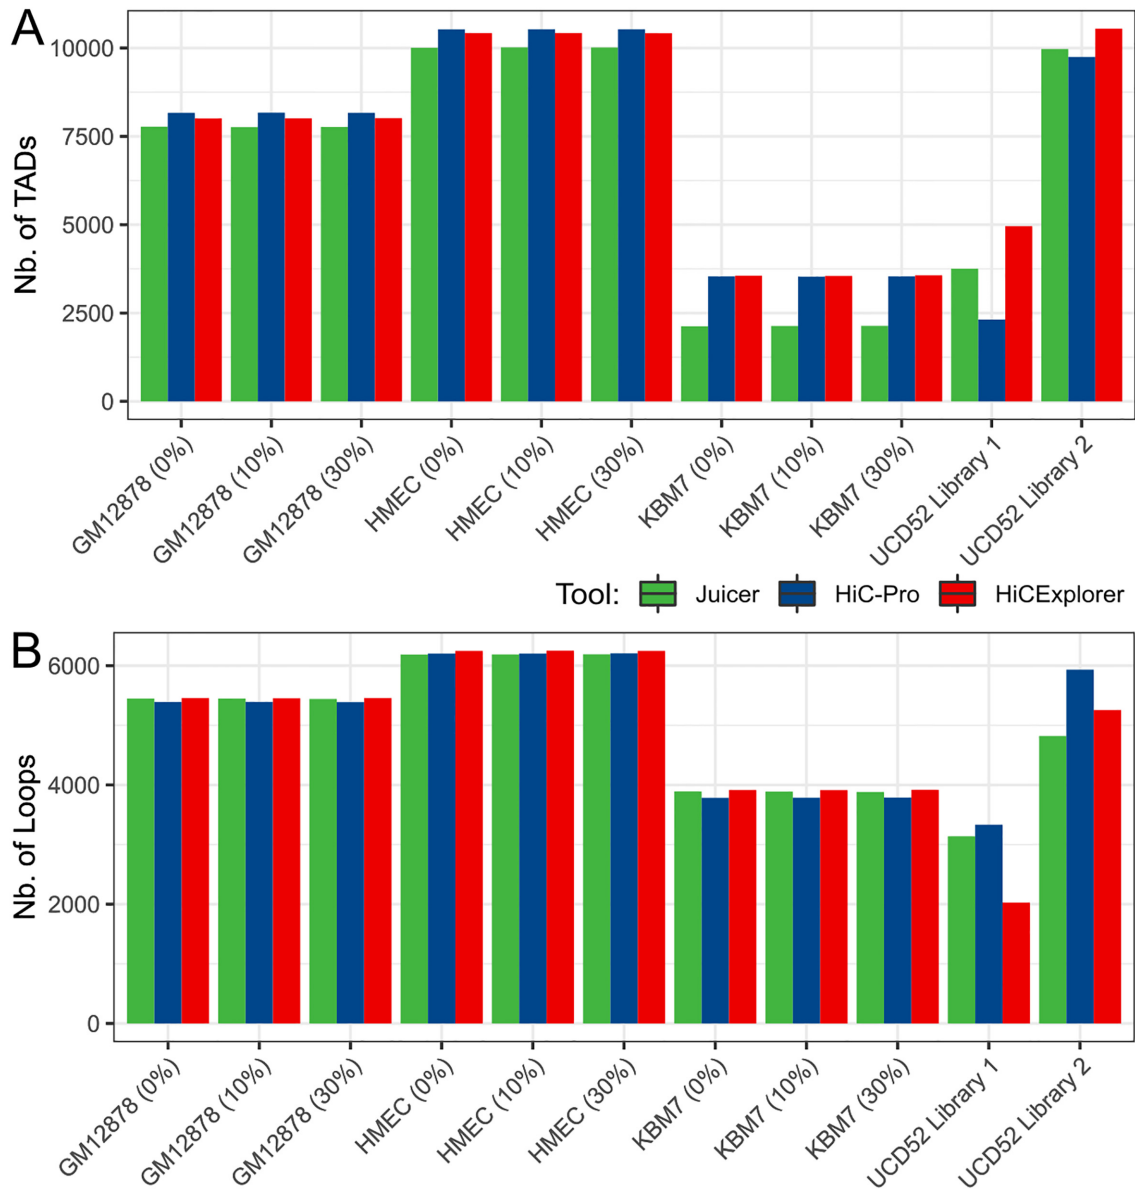 A
Nb. of TADs
10000
7500
5000
2500
0
GM12878 (0%)
GM12878 (10%)
GM12878 (30%)
HMEC (0%)
HMEC (10%)
HMEC (30%)
KBM7 (0%)
KBM7 (10%)
KBM7 (30%)
UCD52 Library 1
UCD52 Library 2
Tool: Juicer HiC-Pro HiCExplorer
B
Nb. of Loops
6000
4000
2000
0
GM12878 (0%)
GM12878 (10%)
GM12878 (30%)
HMEC (0%)
HMEC (10%)
HMEC (30%)
KBM7 (0%)
KBM7 (10%)
KBM7 (30%)
UCD52 Library 1
UCD52 Library 2